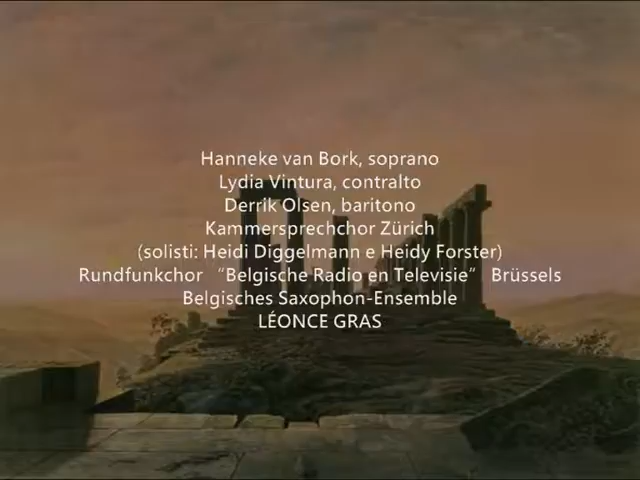 Hanneke van Bork, soprano
Lydia Vintura, contralto
Derrik Olsen, baritono
Kammersprechchor Zürich
(solisti: Heidi Diggelmann e Heidy Forster)
Rundfunkchor “Belgische Radio en Televisie” Brüssels
Belgisches Saxophon-Ensemble
LÉONCE GRAS